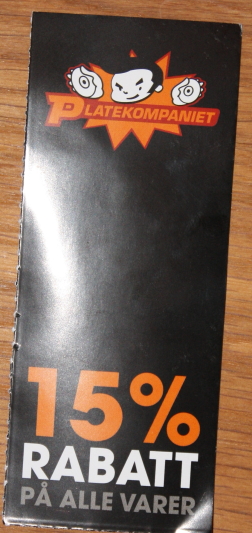 PLATEKOMPANIET
15%
RABATT
PÅ ALLE VARER